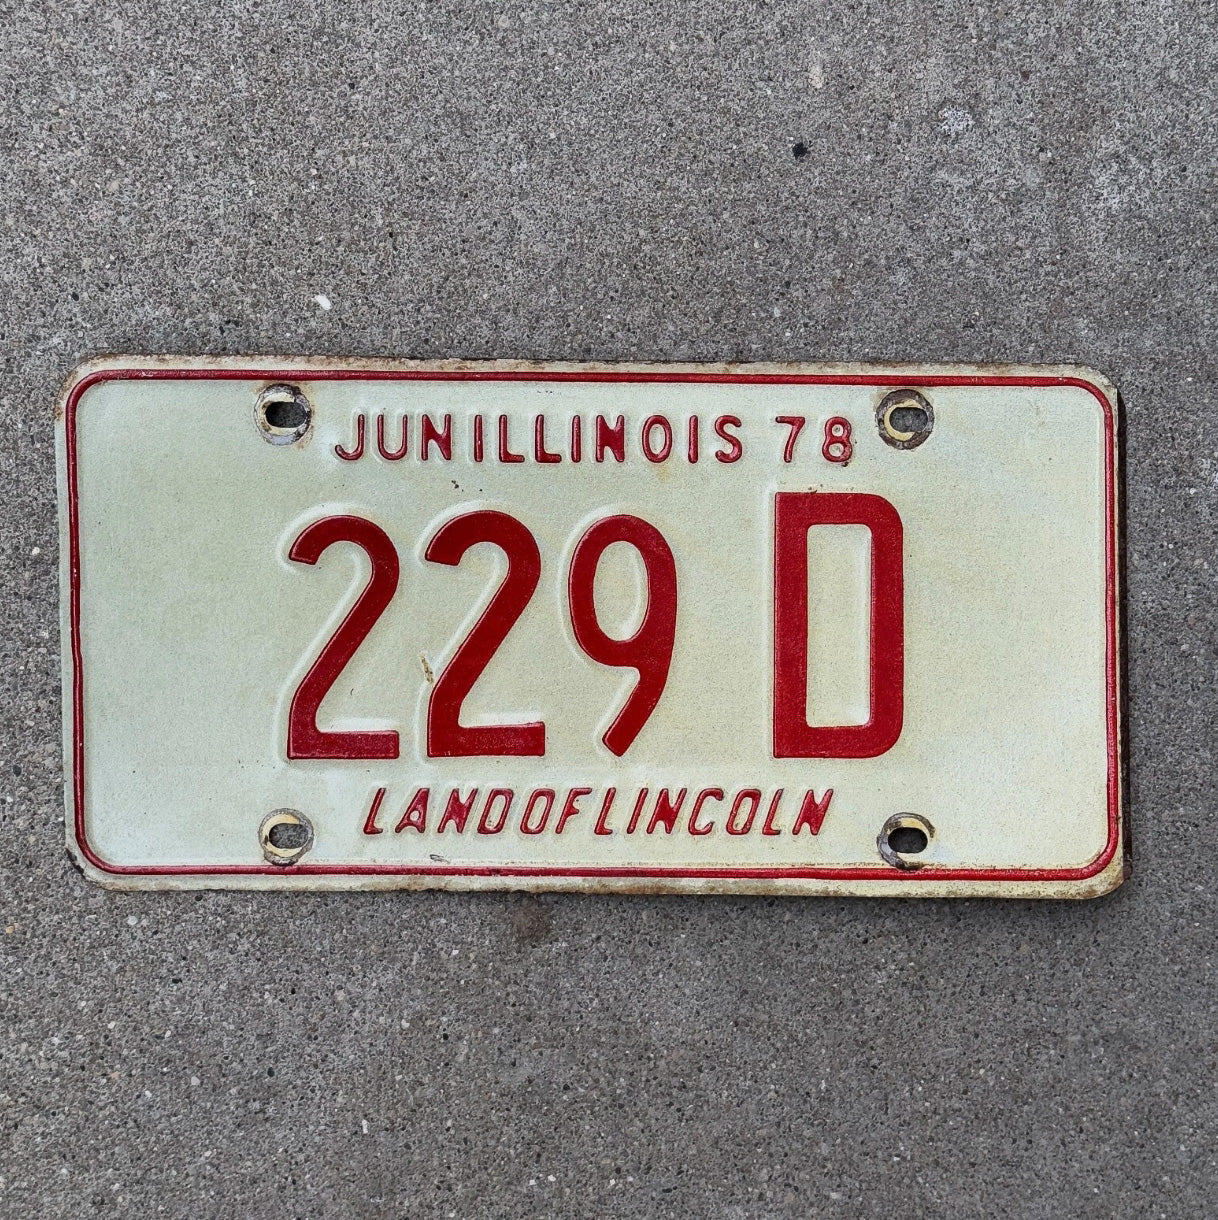 JUN ILLINOIS 78
229 D
LAND OF LINCOLN